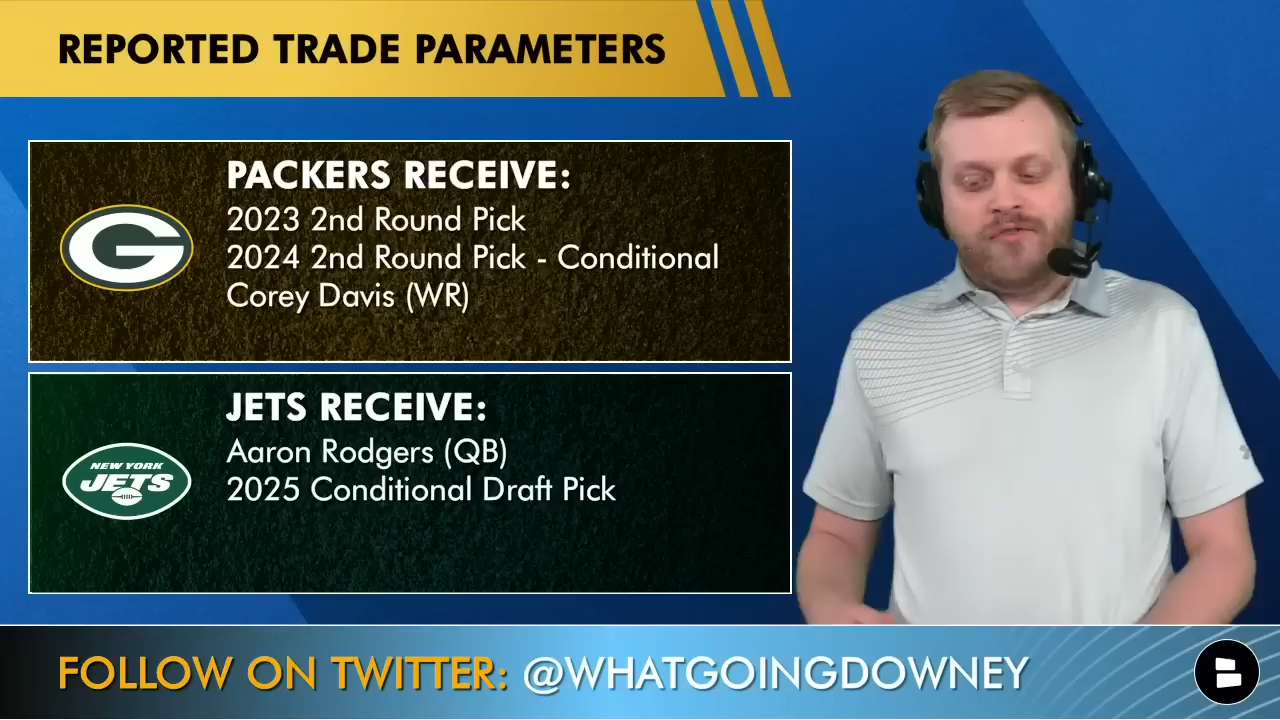 REPORTED TRADE PARAMETERS
PACKERS RECEIVE:
2023 2nd Round Pick
2024 2nd Round Pick - Conditional
Corey Davis (WR)
G
JETS RECEIVE:
Aaron Rodgers (QB)
2025 Conditional Draft Pick
NEW YORK
JETS
FOLLOW ON TWITTER: @WHATGOINGDOWNEY